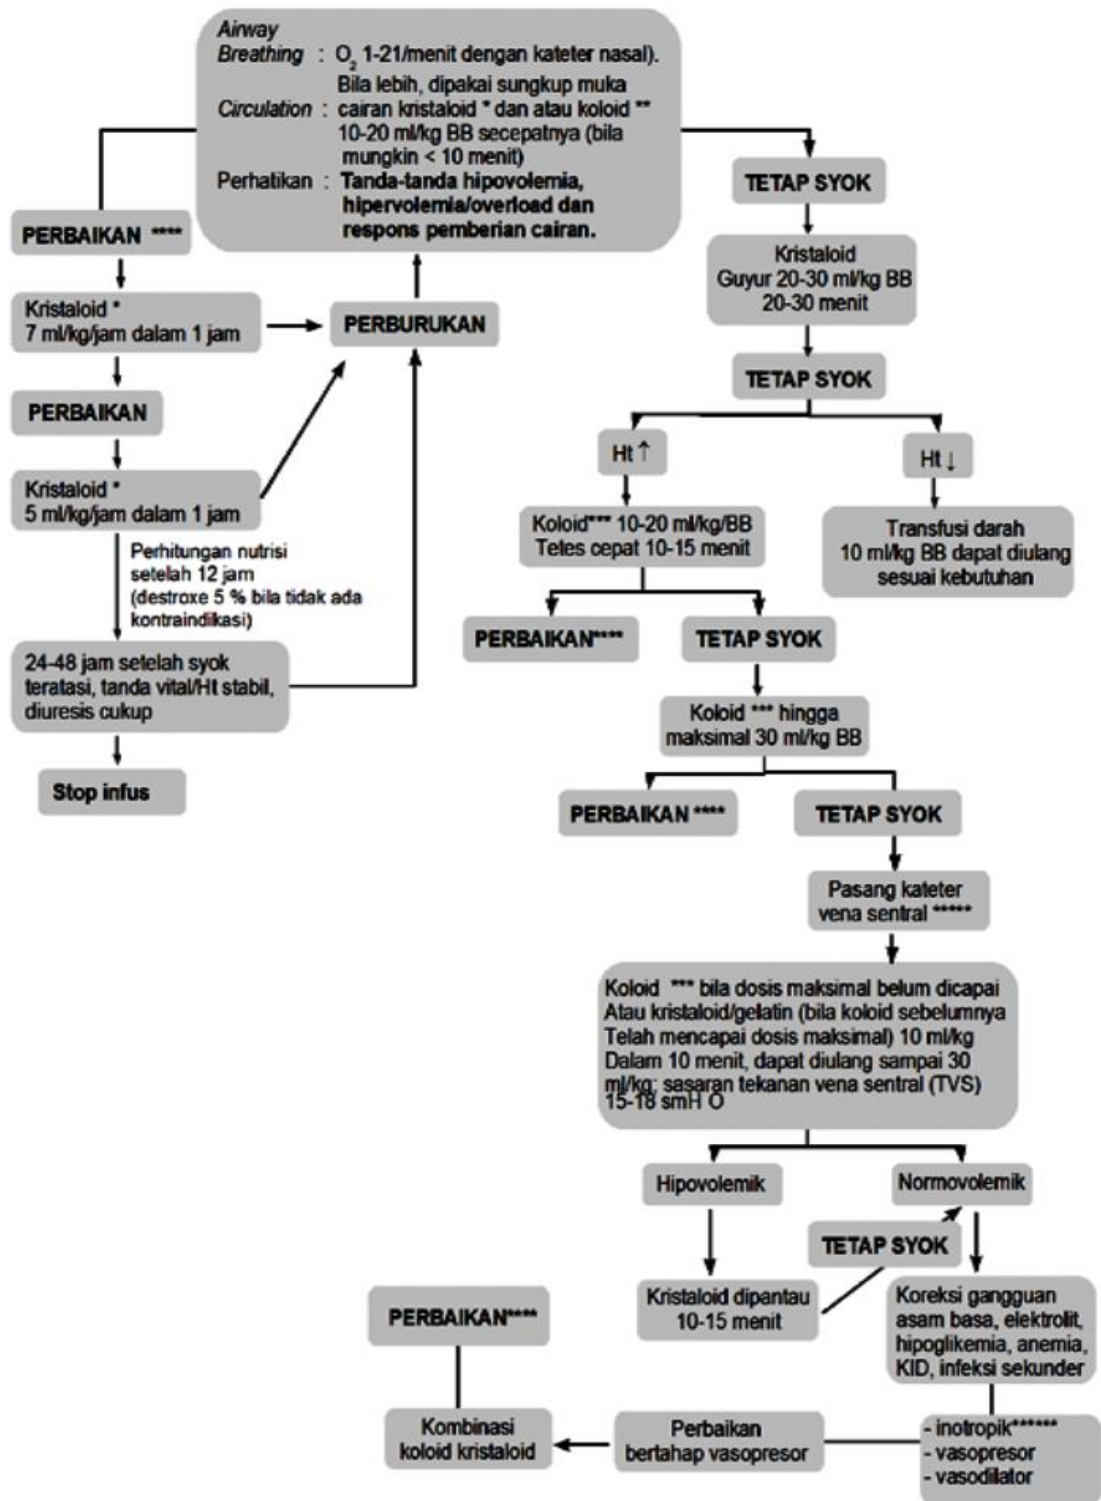 Airway
Breathing : O2 1-21/menit dengan kateter nasal).
Bila lebih, dipakai sungkup muka
Circulation : cairan kristaloid * dan atau koloid **
10-20 ml/kg BB secepatnya (bila
mungkin < 10 menit)
Perhatikan : Tanda-tanda hipovolemia,
hipervolemia/overload dan
respons pemberian cairan.
PERBAIKAN ****
Kristaloid *
7 ml/kg/jam dalam 1 jam
PERBURUKAN
PERBAIKAN
Kristaloid *
5 ml/kg/jam dalam 1 jam
Perhitungan nutrisi
setelah 12 jam
(destroxe 5 % bila tidak ada
kontraindikasi)
24-48 jam setelah syok
teratasi, tanda vital/Ht stabil,
diuresis cukup
Stop infus
TETAP SYOK
Kristaloid
Guyur 20-30 ml/kg BB
20-30 menit
TETAP SYOK
Ht ↑
Ht ↓
Koloid*** 10-20 ml/kg/BB
Tetes cepat 10-15 menit
Transfusi darah
10 ml/kg BB dapat diulang
sesuai kebutuhan
PERBAIKAN****
TETAP SYOK
Koloid *** hingga
maksimal 30 ml/kg BB
PERBAIKAN ****
TETAP SYOK
Pasang kateter
vena sentral *****
Koloid *** bila dosis maksimal belum dicapai
Atau kristaloid/gelatin (bila koloid sebelumnya
Telah mencapai dosis maksimal) 10 ml/kg
Dalam 10 menit, dapat diulang sampai 30
ml/kg; sasaran tekanan vena sentral (TVS)
15-18 smH O
Hipovolemik
Normovolemik
TETAP SYOK
Kristaloid dipantau
10-15 menit
Koreksi gangguan
asam basa, elektrolit,
hipoglikemia, anemia,
KID, infeksi sekunder
PERBAIKAN****
Kombinasi
koloid kristaloid
Perbaikan
bertahap vasopresor
- inotropik******
- vasopresor
- vasodilator